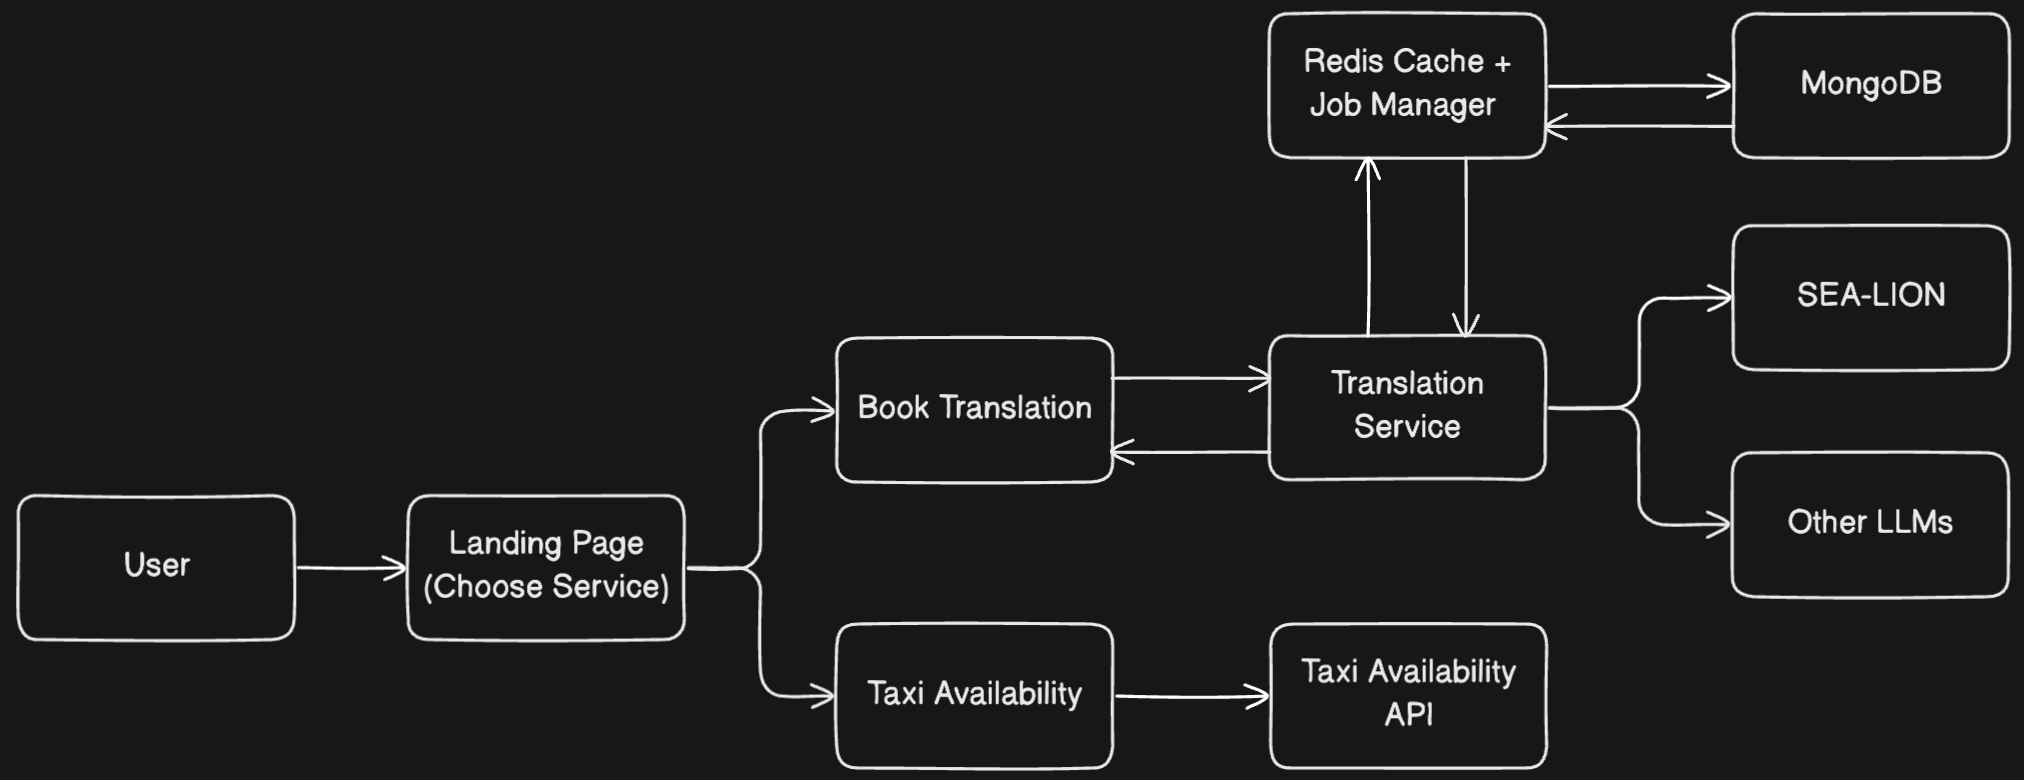 Redis Cache +
Job Manager
MongoDB
SEA-LION
Book Translation
Translation
Service
Other LLMs
User
Landing Page
(Choose Service)
Taxi Availability
Taxi Availability
API